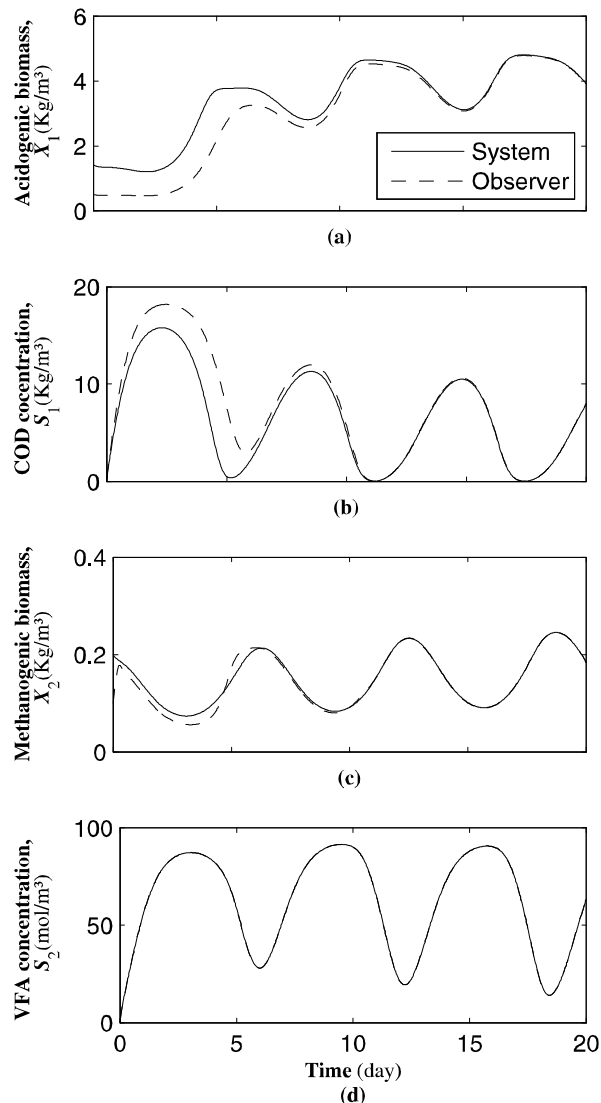 6
4
2
0
Acidogenic biomass,
X1(Kg/m³)
System
Observer
(a)
20
10
0
COD cocentration,
S1(Kg/m³)
(b)
0.4
0.2
0
Methanogenic biomass,
X2(Kg/m³)
(c)
100
50
0
VFA concentration,
S2(mol/m³)
0 5 10 15 20
Time (day)
(d)